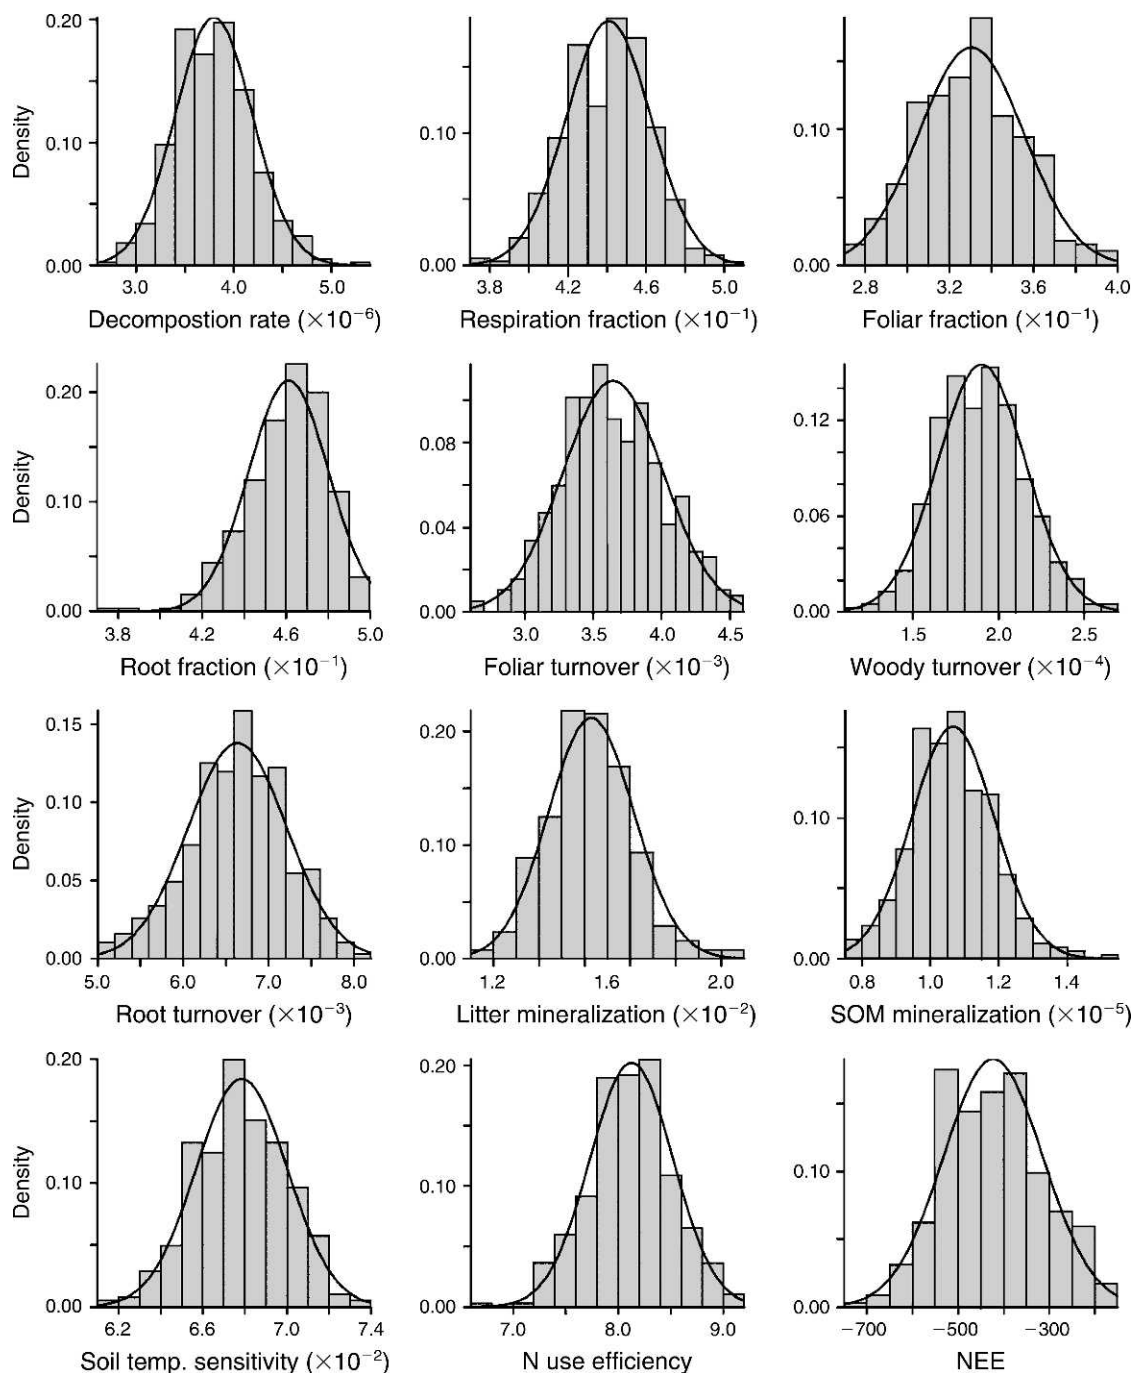 0.20
0.10
0.00
Density
3.0 4.0 5.0
Decompostion rate (×10−6)
0.10
0.00
3.8 4.2 4.6 5.0
Respiration fraction (×10−1)
0.10
0.00
2.8 3.2 3.6 4.0
Foliar fraction (×10−1)
0.20
0.10
0.00
Density
3.8 4.2 4.6 5.0
Root fraction (×10−1)
0.08
0.04
0.00
3.0 3.5 4.0 4.5
Foliar turnover (×10−3)
0.12
0.06
0.00
1.5 2.0 2.5
Woody turnover (×10−4)
0.15
0.10
0.05
0.00
Density
5.0 6.0 7.0 8.0
Root turnover (×10−3)
0.20
0.10
0.00
1.2 1.6 2.0
Litter mineralization (×10−2)
0.10
0.00
0.8 1.0 1.2 1.4
SOM mineralization (×10−5)
0.20
0.10
0.00
Density
6.2 6.6 7.0 7.4
Soil temp. sensitivity (×10−2)
0.20
0.10
0.00
7.0 8.0 9.0
N use efficiency
0.10
0.00
−700 −500 −300
NEE